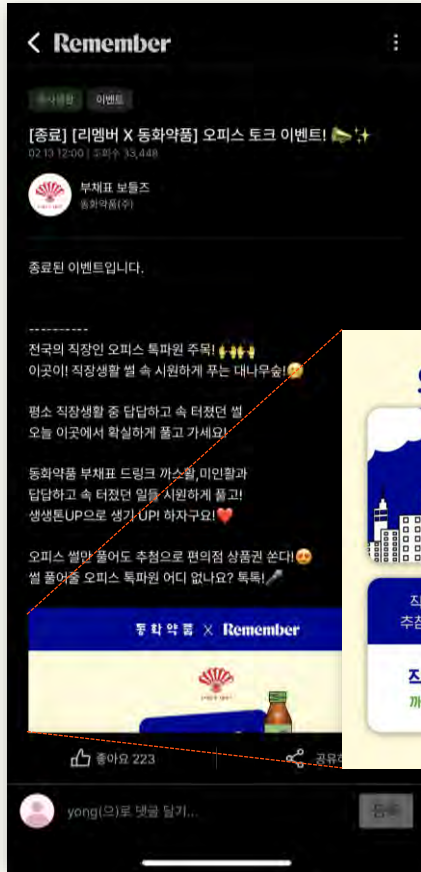 Remember
회사생활 이벤트
[종료] [리멤버 X 동화약품] 오피스 토크 이벤트!
02.13 12:00 | 조회수 33,448
부채표 보들즈
동화약품(주)
종료된 이벤트입니다.
----------
전국의 직장인 오피스 톡파원 주목! 🙌🙌
이곳이! 직장생활 썰 속 시원하게 푸는 대나무숲!
평소 직장생활 중 답답하고 속 터졌던 썰
오늘 이곳에서 확실하게 풀고 가세요!
동화약품 부채표 드링크 까스활,미인활과
답답하고 속 터졌던 일들 시원하게 풀고!
생생톤UP으로 생기 UP! 하자구요!❤️
오피스 썰만 풀어도 추첨으로 편의점 상품권 쏜다!😍
썰 풀어줄 오피스 톡파원 어디 없나요? 톡톡!🎤
동화약품 × Remember
좋아요 223
공유하
yong(으)로 댓글 달기...
등록
추첨